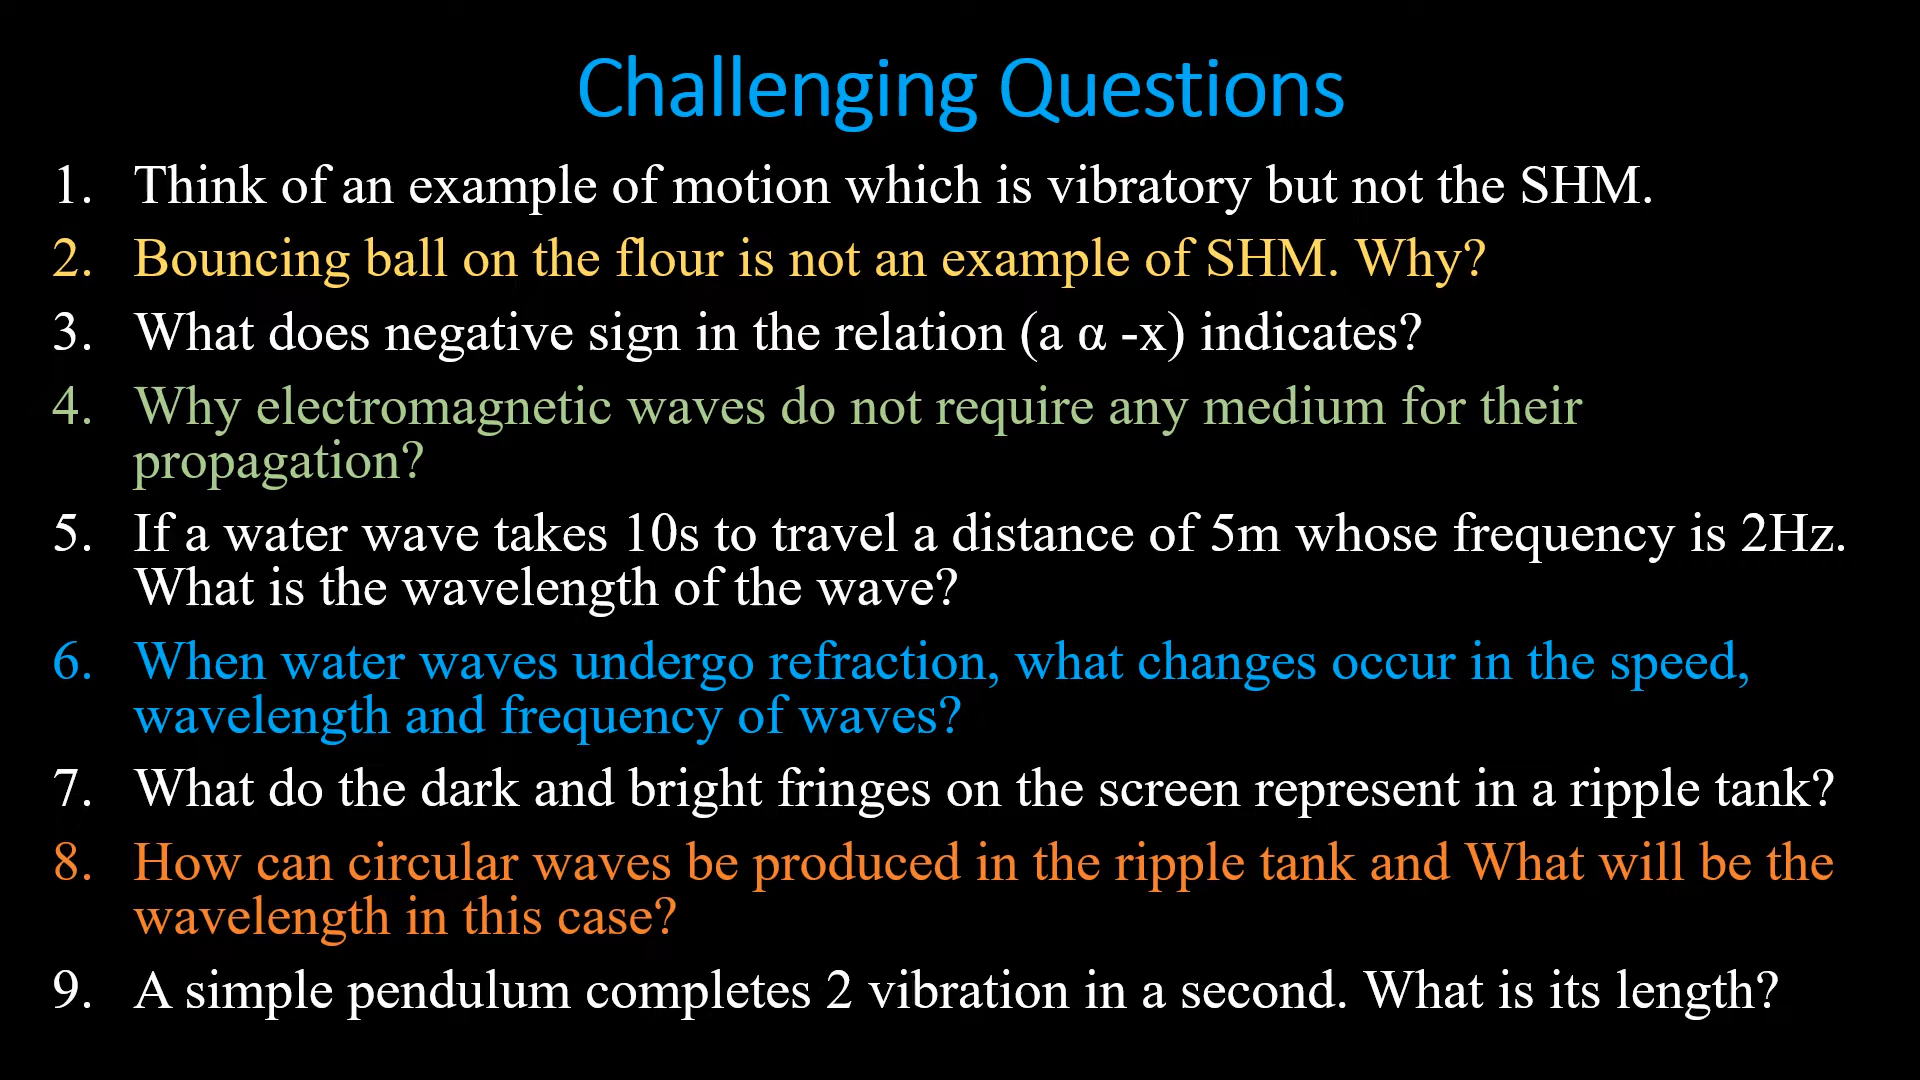 Challenging Questions
1. Think of an example of motion which is vibratory but not the SHM.
2. Bouncing ball on the flour is not an example of SHM. Why?
3. What does negative sign in the relation (a α -x) indicates?
4. Why electromagnetic waves do not require any medium for their
propagation?
5. If a water wave takes 10s to travel a distance of 5m whose frequency is 2Hz.
What is the wavelength of the wave?
6. When water waves undergo refraction, what changes occur in the speed,
wavelength and frequency of waves?
7. What do the dark and bright fringes on the screen represent in a ripple tank?
8. How can circular waves be produced in the ripple tank and What will be the
wavelength in this case?
9. A simple pendulum completes 2 vibration in a second. What is its length?